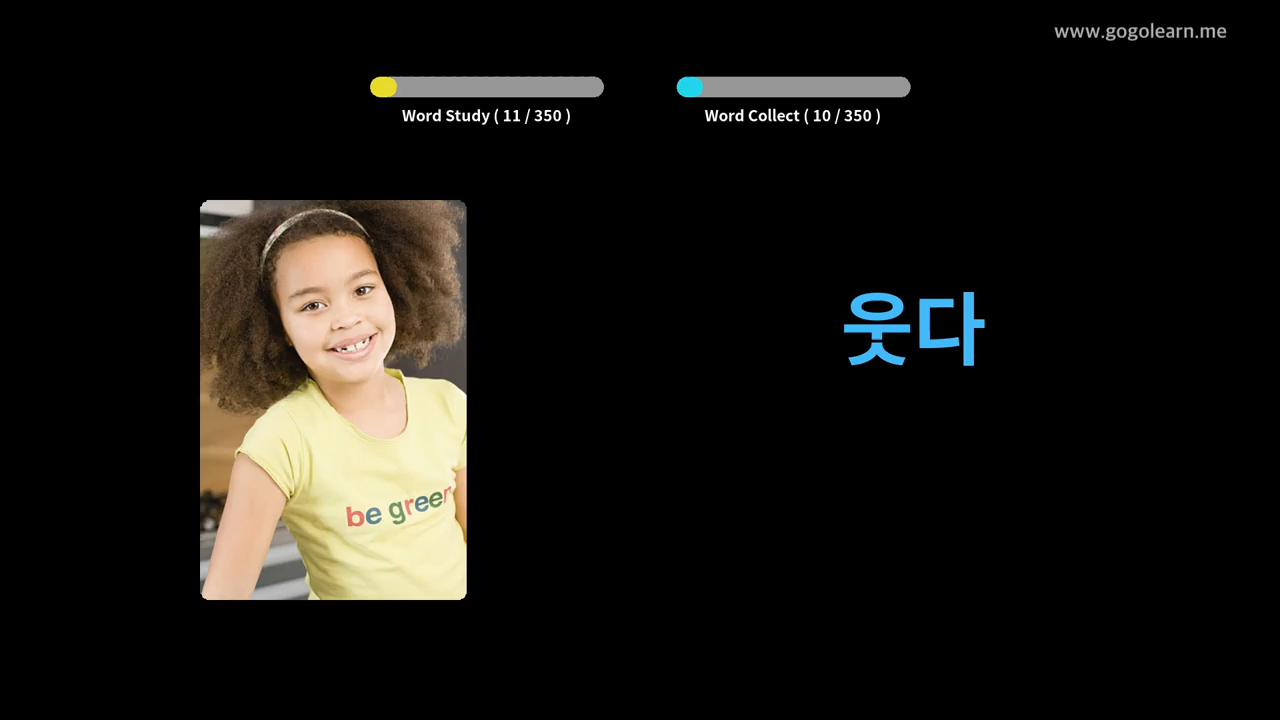 www.gogolearn.me
Word Study ( 11 / 350 )
Word Collect ( 10 / 350 )
웃다
be green